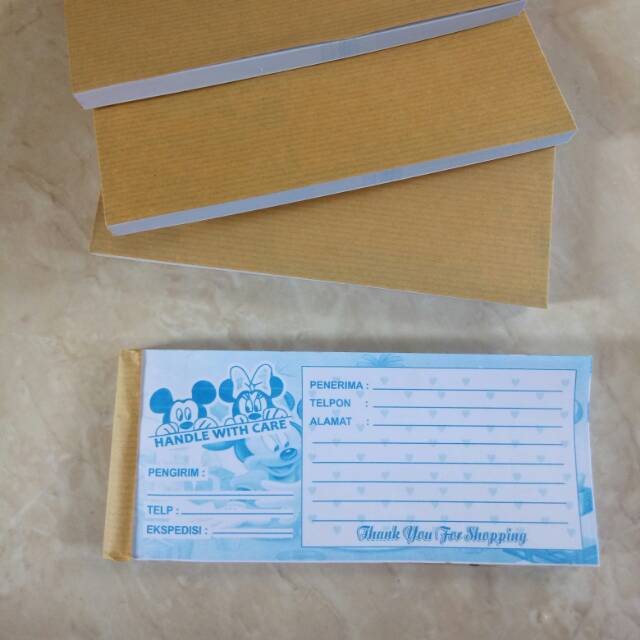 HANDLE WITH CARE
PENGIRIM :
TELP :
EKSPEDISI :
PENERIMA :
TELPON :
ALAMAT :
Thank You For Shopping